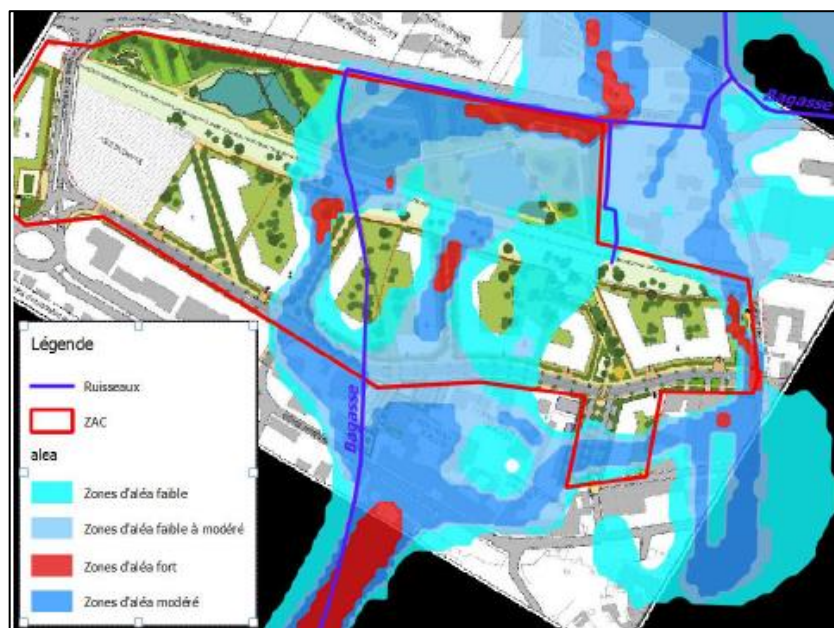 Bagasse
Bagasse
Légende
Ruisseaux
ZAC
alea
Zones d'aléa faible
Zones d'aléa faible à modéré
Zones d'aléa fort
Zones d'aléa modéré